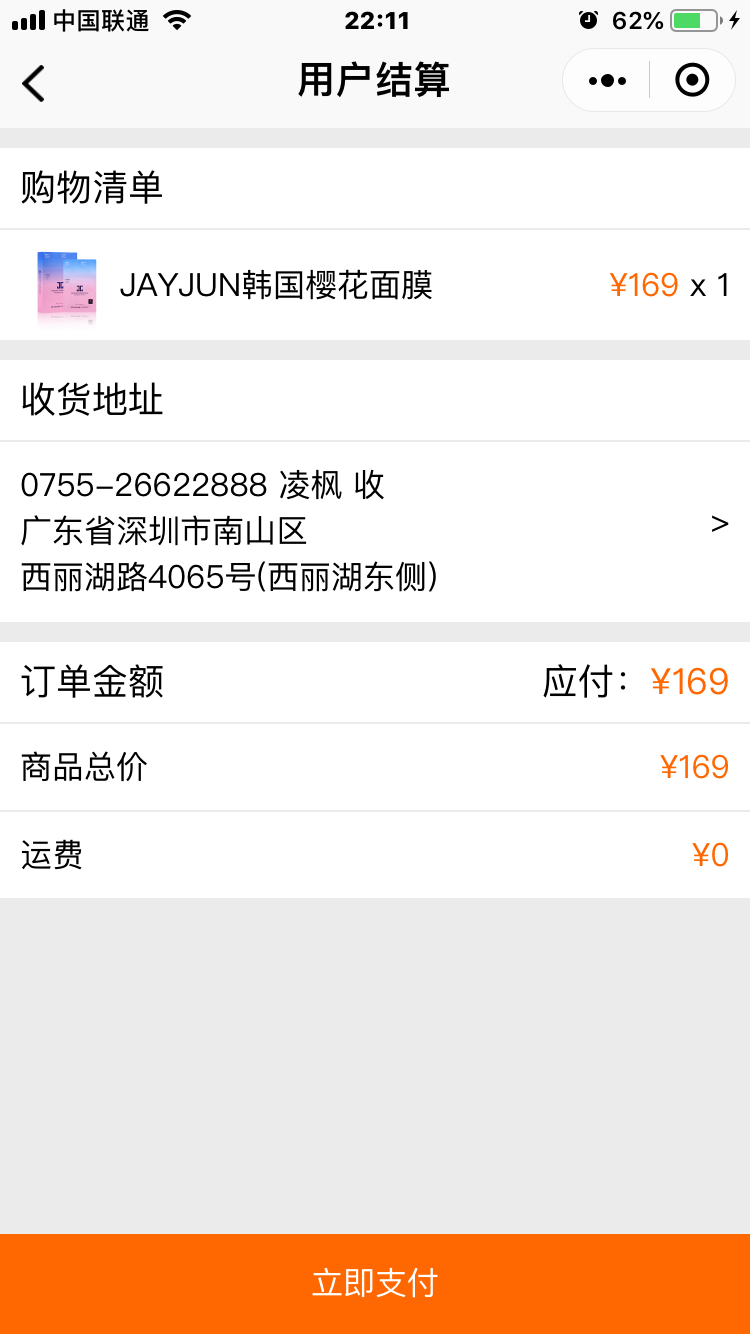 中国联通
22:11
62%
用户结算
购物清单
JAYJUN韩国樱花面膜
¥169 x 1
收货地址
0755-26622888 凌枫 收
广东省深圳市南山区
西丽湖路4065号(西丽湖东侧)
>
订单金额
应付：¥169
商品总价
¥169
运费
¥0
立即支付